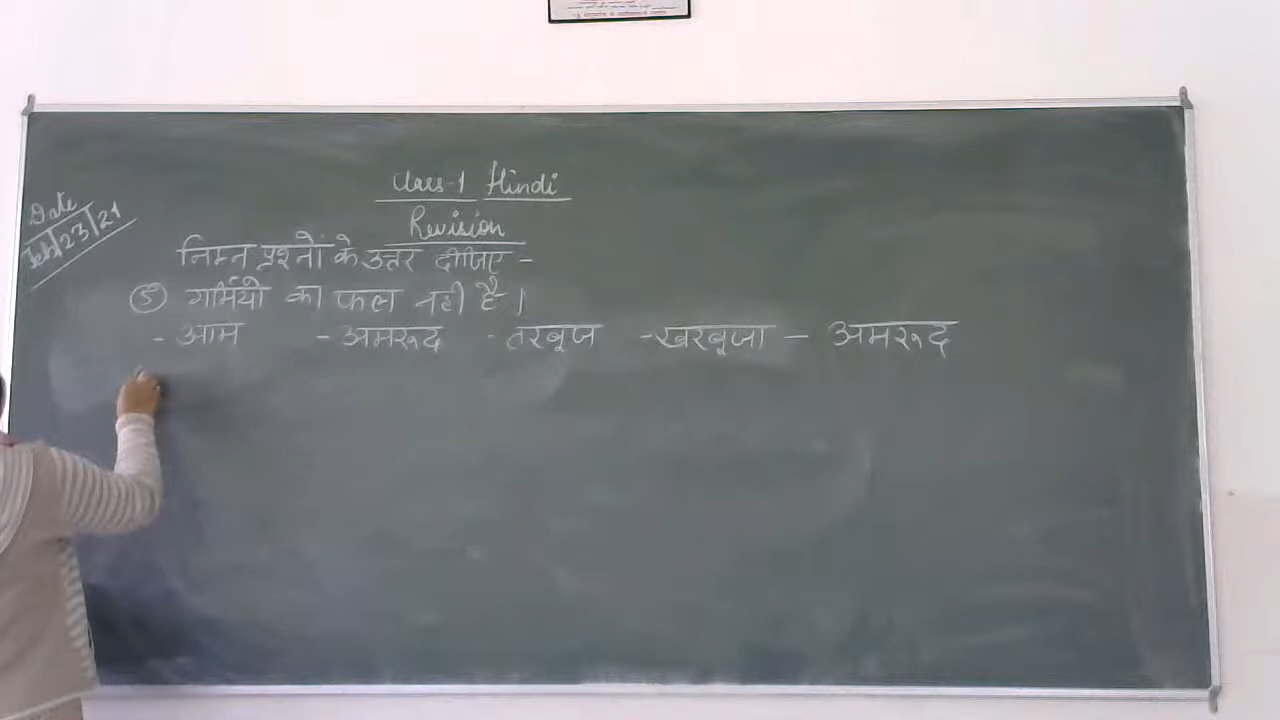 Class-1 Hindi
Revision
Date
Feb/23/21
निम्न प्रश्नों के उत्तर दीजिए -
⑤ गर्मियों का फल नहीं है।
- आम - अमरूद - तरबूज - खरबूजा - अमरूद